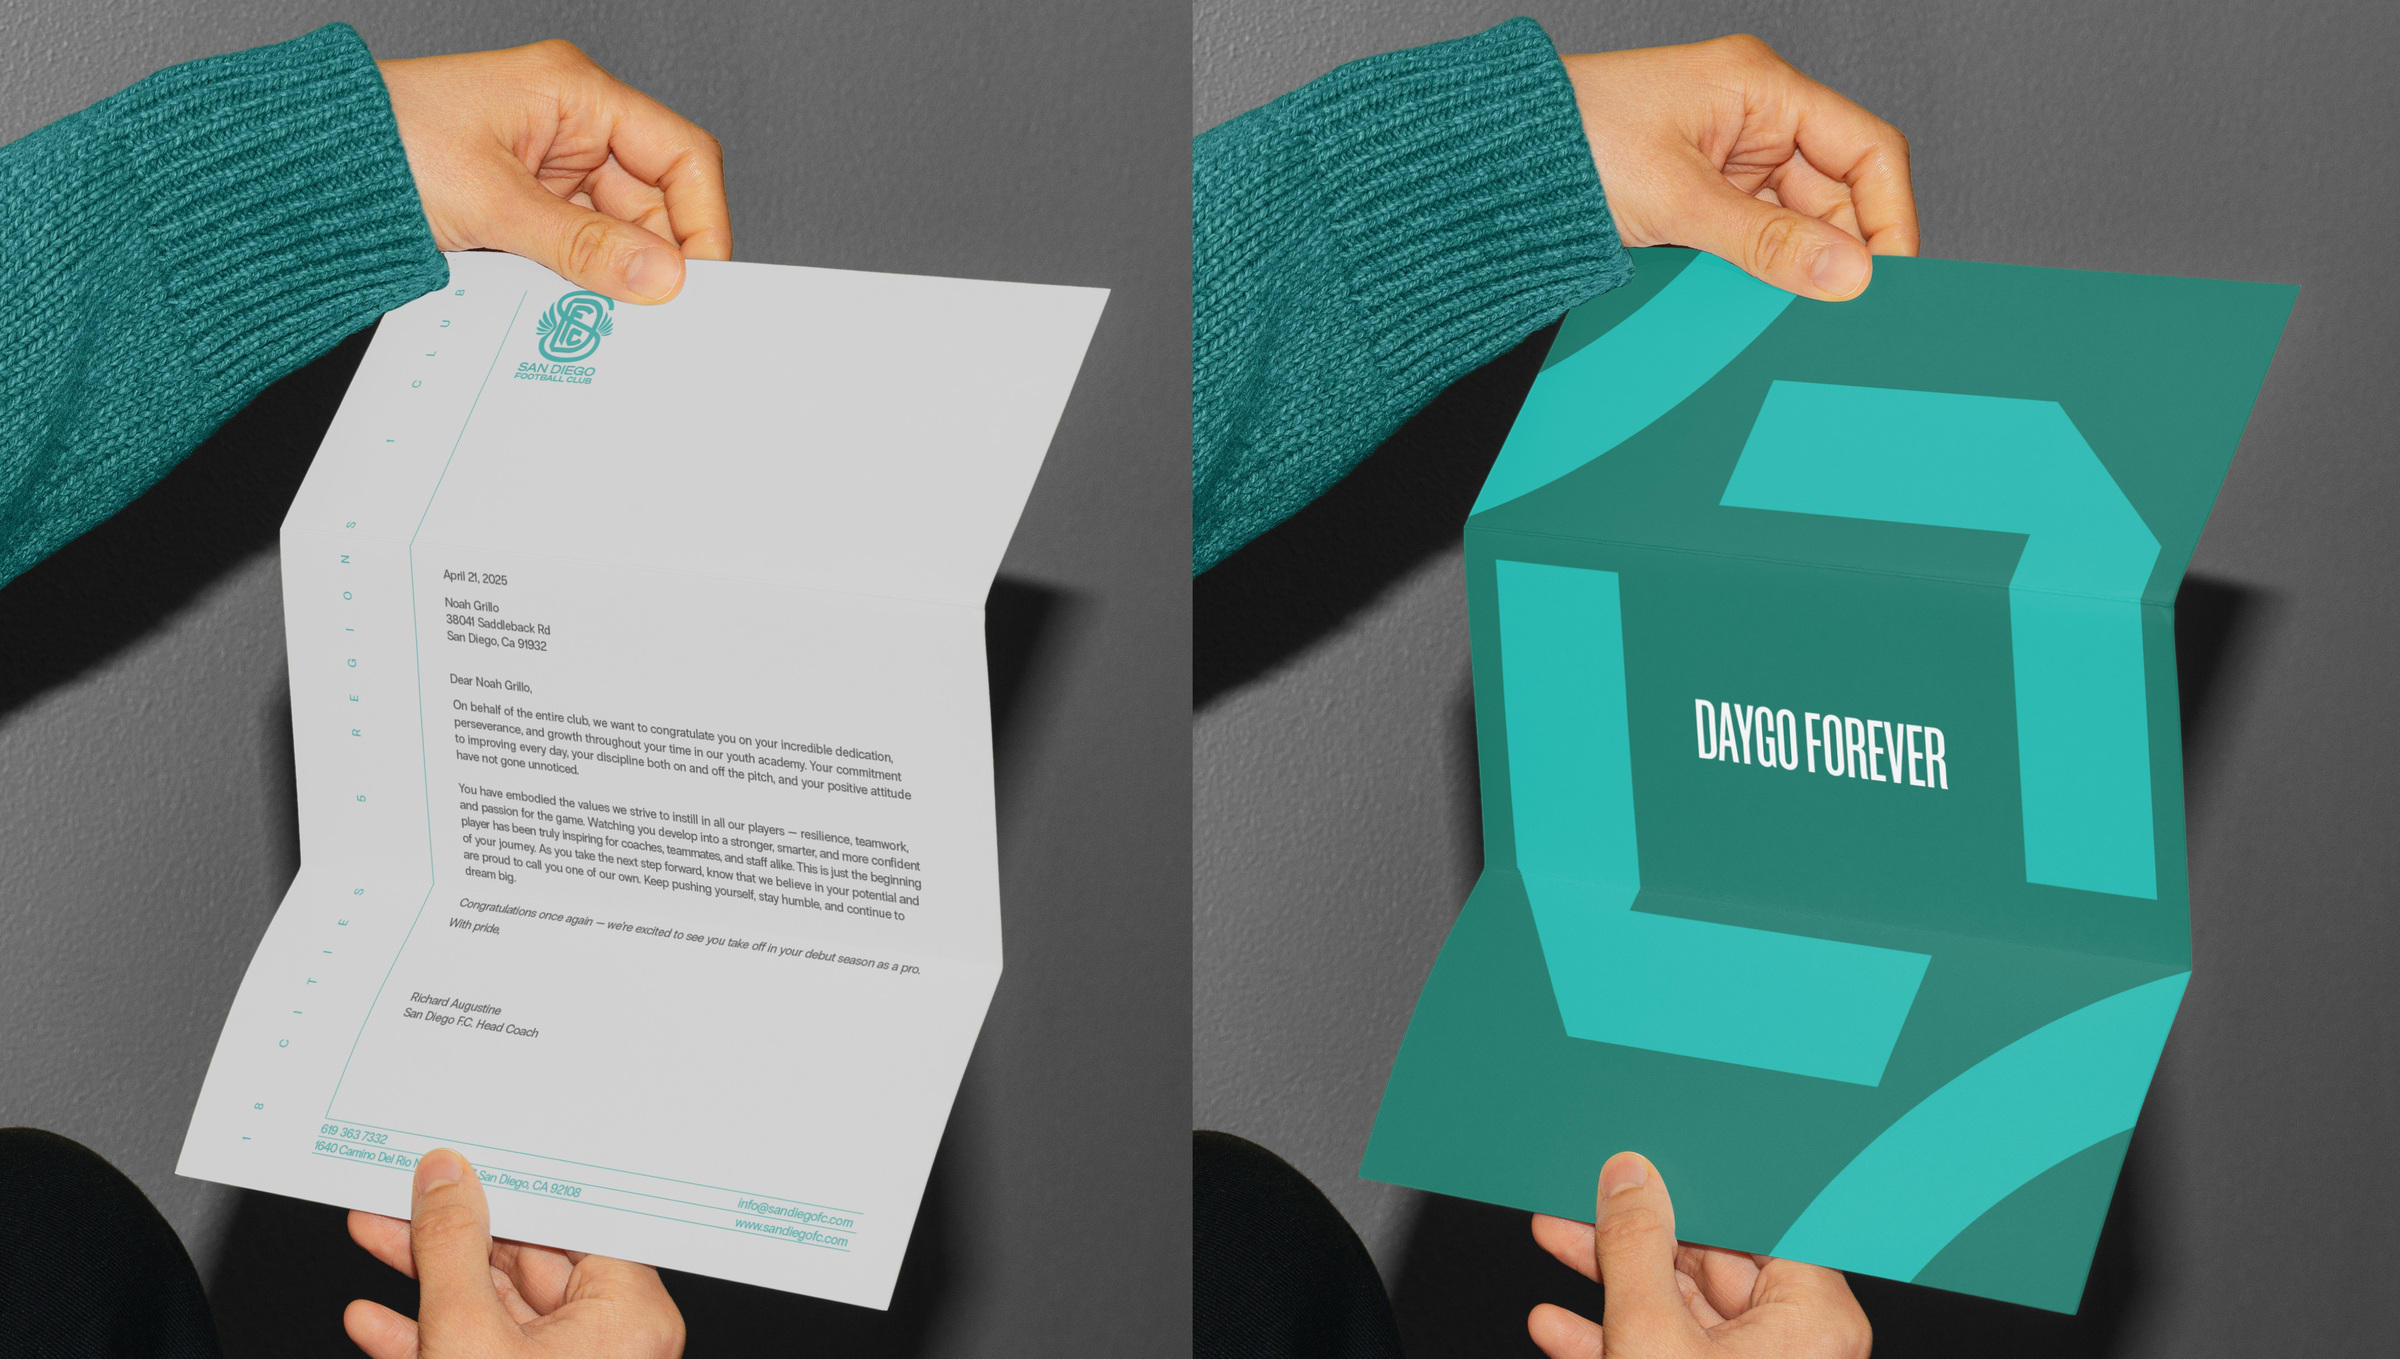 1 8 C I T I E S 5 R E G I O N S 1 C L U B
SD
FC
SAN DIEGO
FOOTBALL CLUB
April 21, 2025
Noah Grillo
38041 Saddleback Rd
San Diego, Ca 91932
Dear Noah Grillo,
On behalf of the entire club, we want to congratulate you on your incredible dedication,
perseverance, and growth throughout your time in our youth academy. Your commitment
to improving every day, your discipline both on and off the pitch, and your positive attitude
have not gone unnoticed.
You have embodied the values we strive to instill in all our players — resilience, teamwork,
and passion for the game. Watching you develop into a stronger, smarter, and more confident
player has been truly inspiring for coaches, teammates, and staff alike. This is just the beginning
of your journey. As you take the next step forward, know that we believe in your potential and
are proud to call you one of our own. Keep pushing yourself, stay humble, and continue to
dream big.
Congratulations once again — we're excited to see you take off in your debut season as a pro.
With pride,
Richard Augustine
San Diego F.C. Head Coach
619 363 7332
1640 Camino Del Rio San Diego, CA 92108
info@sandiegofc.com
www.sandiegofc.com
DAYGO FOREVER